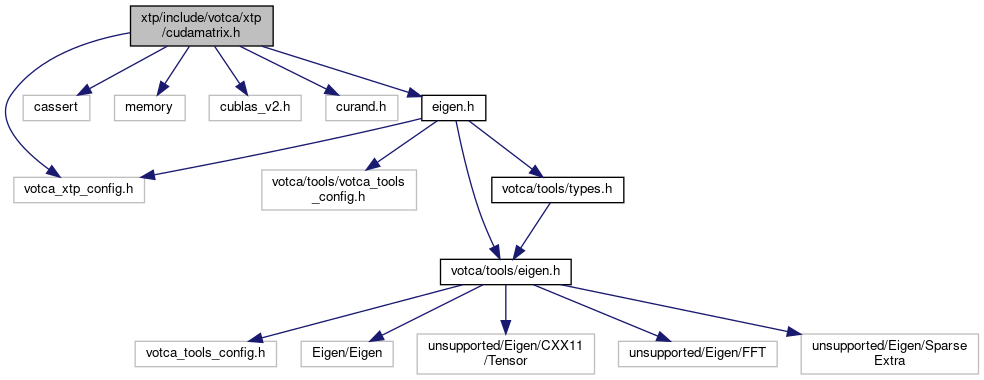 xtp/include/votca/xtp
/cudamatrix.h
cassert
memory
cublas_v2.h
curand.h
eigen.h
votca_xtp_config.h
votca/tools/votca_tools
_config.h
votca/tools/types.h
votca/tools/eigen.h
votca_tools_config.h
Eigen/Eigen
unsupported/Eigen/CXX11
/Tensor
unsupported/Eigen/FFT
unsupported/Eigen/Sparse
Extra